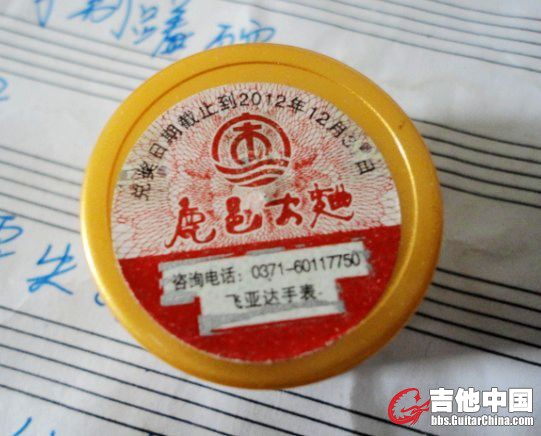 兑奖日期截止到2012年12月31日
鹿邑大麯
咨询电话：0371-60117750
飞亚达手表
吉他中国
bbs.GuitarChina.com